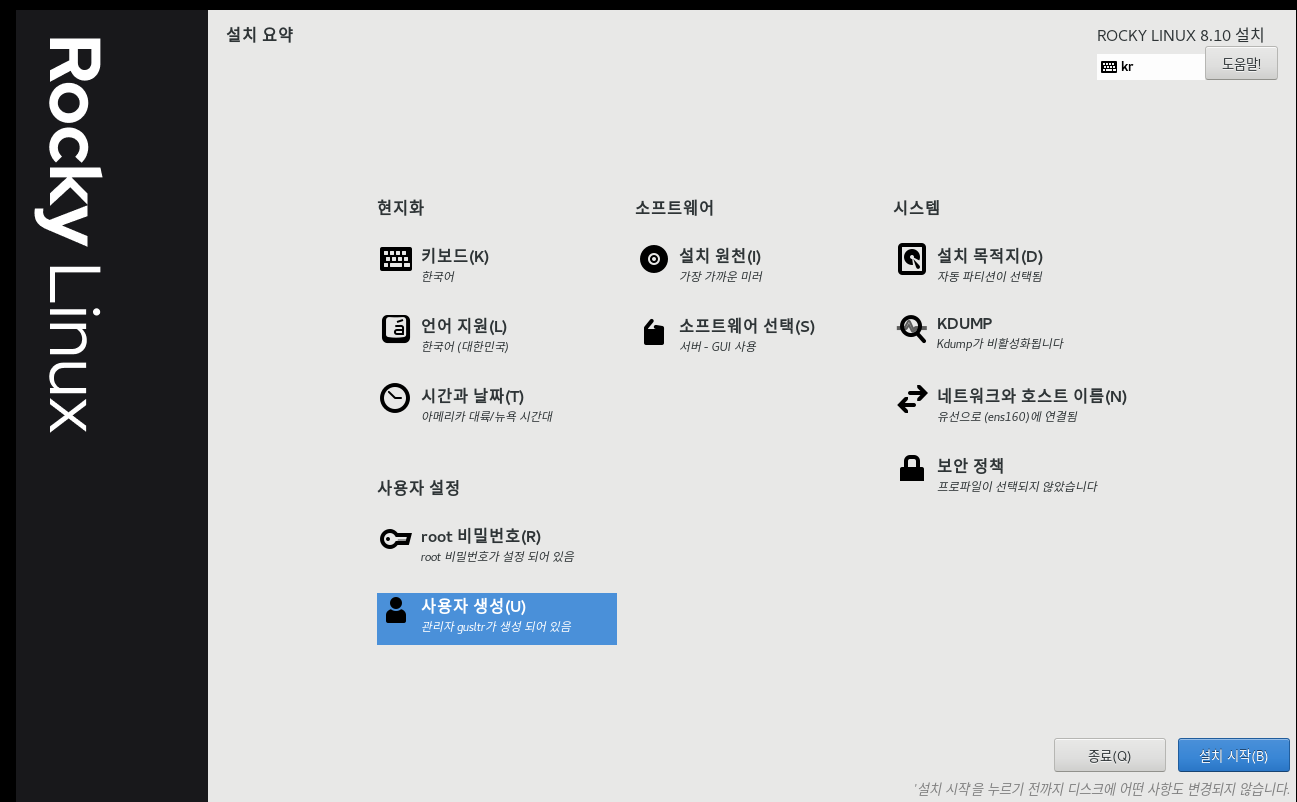 Rocky Linux
설치 요약
ROCKY LINUX 8.10 설치
kr
도움말!
현지화
키보드(K)
한국어
언어 지원(L)
한국어 (대한민국)
시간과 날짜(T)
아메리카 대륙/뉴욕 시간대
소프트웨어
설치 원천(I)
가장 가까운 미러
소프트웨어 선택(S)
서버 - GUI 사용
시스템
설치 목적지(D)
자동 파티션이 선택됨
KDUMP
Kdump가 비활성화됩니다
네트워크와 호스트 이름(N)
유선으로 (ens160)에 연결됨
보안 정책
프로파일이 선택되지 않았습니다
사용자 설정
root 비밀번호(R)
root 비밀번호가 설정 되어 있음
사용자 생성(U)
관리자 gusltr가 생성 되어 있음
종료(Q)
설치 시작(B)
'설치 시작'을 누르기 전까지 디스크에 어떤 사항도 변경되지 않습니다.